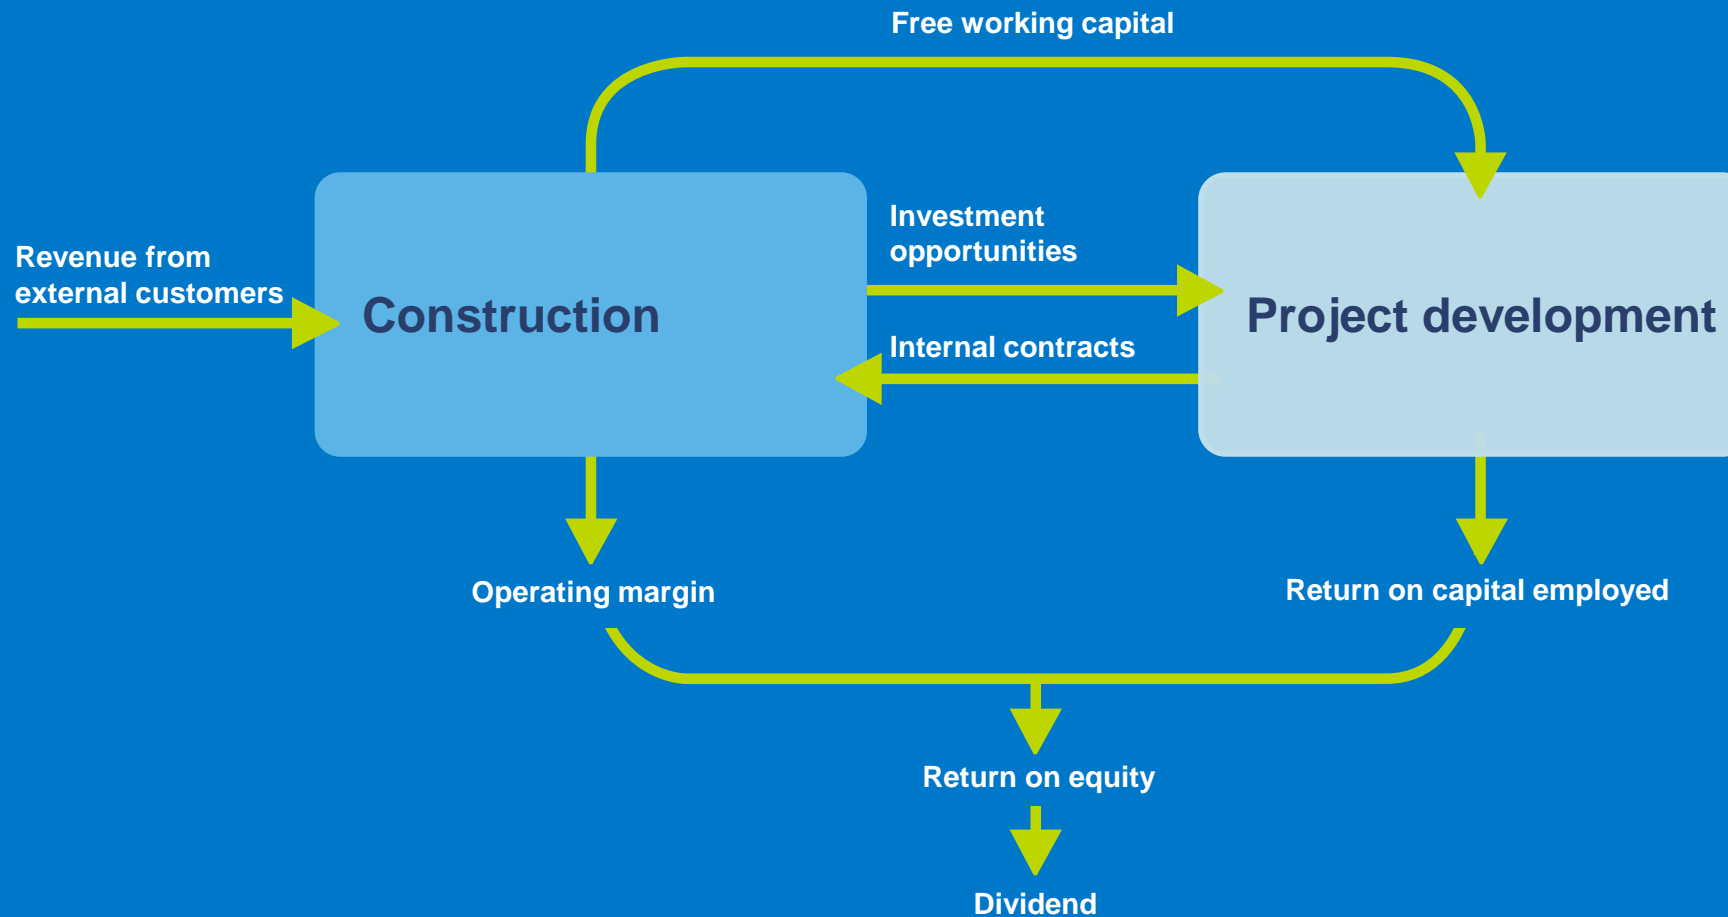 Free working capital
Revenue from
external customers
Construction
Investment
opportunities
Internal contracts
Project development
Operating margin
Return on capital employed
Return on equity
Dividend